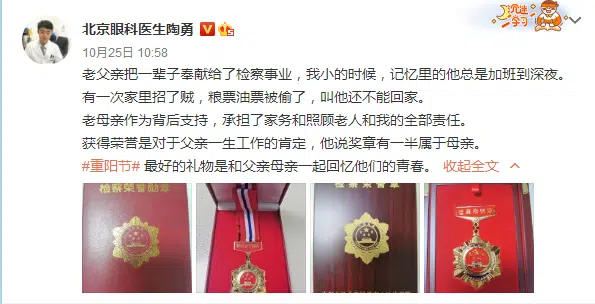 北京眼科医生陶勇
10月25日 10:58
沉迷
学习
老父亲把一辈子奉献给了检察事业，我小的时候，记忆里的他总是加班到深夜。
有一次家里招了贼，粮票油票被偷了，叫他还不能回家。
老母亲作为背后支持，承担了家务和照顾老人和我的全部责任。
获得荣誉是对于父亲一生工作的肯定，他说奖章有一半属于母亲。
#重阳节# 最好的礼物是和父亲母亲一起回忆他们的青春。 收起全文
检察荣誉勋章
检察荣誉章